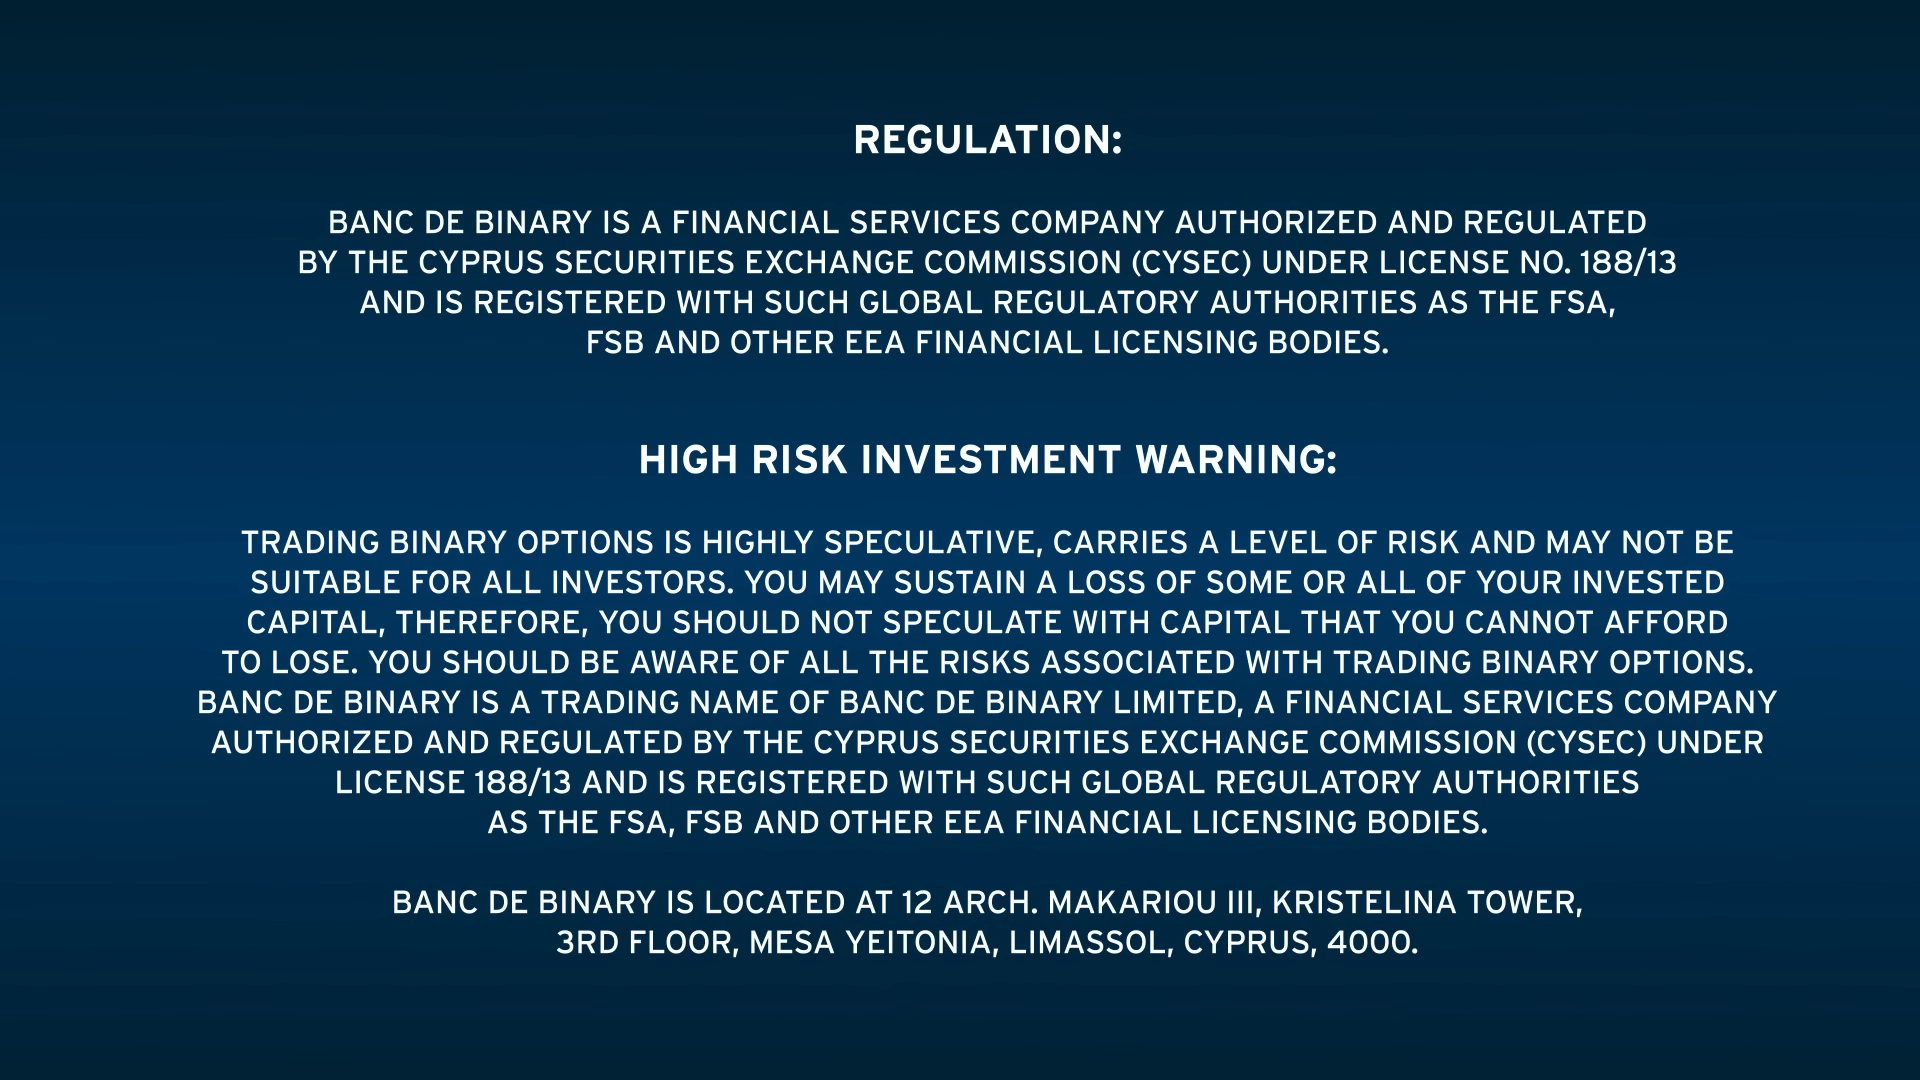 REGULATION:
BANC DE BINARY IS A FINANCIAL SERVICES COMPANY AUTHORIZED AND REGULATED
BY THE CYPRUS SECURITIES EXCHANGE COMMISSION (CYSEC) UNDER LICENSE NO. 188/13
AND IS REGISTERED WITH SUCH GLOBAL REGULATORY AUTHORITIES AS THE FSA,
FSB AND OTHER EEA FINANCIAL LICENSING BODIES.
HIGH RISK INVESTMENT WARNING:
TRADING BINARY OPTIONS IS HIGHLY SPECULATIVE, CARRIES A LEVEL OF RISK AND MAY NOT BE
SUITABLE FOR ALL INVESTORS. YOU MAY SUSTAIN A LOSS OF SOME OR ALL OF YOUR INVESTED
CAPITAL, THEREFORE, YOU SHOULD NOT SPECULATE WITH CAPITAL THAT YOU CANNOT AFFORD
TO LOSE. YOU SHOULD BE AWARE OF ALL THE RISKS ASSOCIATED WITH TRADING BINARY OPTIONS.
BANC DE BINARY IS A TRADING NAME OF BANC DE BINARY LIMITED, A FINANCIAL SERVICES COMPANY
AUTHORIZED AND REGULATED BY THE CYPRUS SECURITIES EXCHANGE COMMISSION (CYSEC) UNDER
LICENSE 188/13 AND IS REGISTERED WITH SUCH GLOBAL REGULATORY AUTHORITIES
AS THE FSA, FSB AND OTHER EEA FINANCIAL LICENSING BODIES.
BANC DE BINARY IS LOCATED AT 12 ARCH. MAKARIOU III, KRISTELINA TOWER,
3RD FLOOR, MESA YEITONIA, LIMASSOL, CYPRUS, 4000.